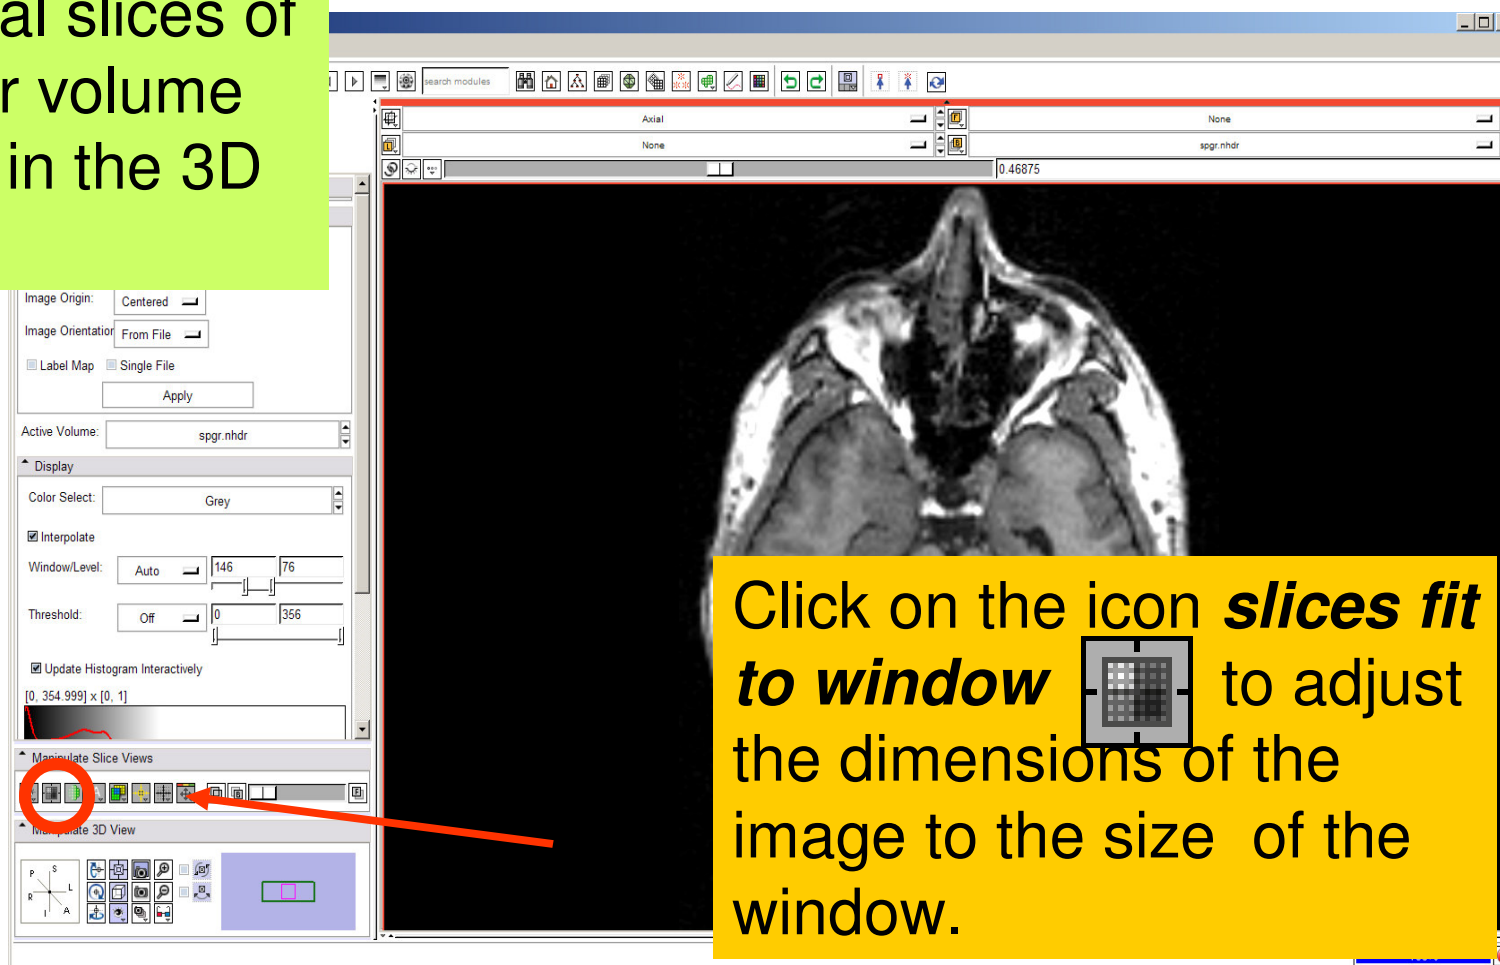 al slices of
r volume
in the 3D
search modules
Axial
None
None
spgr.nhdr
0.46875
Image Origin: Centered
Image Orientation From File
Label Map Single File
Apply
Active Volume: spgr.nhdr
Display
Color Select: Grey
Interpolate
Window/Level: Auto 146 76
Threshold: Off 0 356
Update Histogram Interactively
[0, 354.999] x [0, 1]
Manipulate Slice Views
Manipulate 3D View
P S
R L
I A
Click on the icon slices fit
to window to adjust
the dimensions of the
image to the size of the
window.